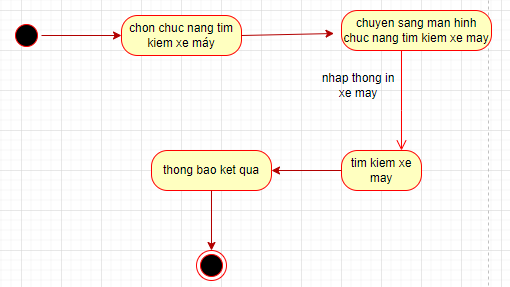 chon chuc nang tim
kiem xe máy
chuyen sang man hinh
chuc nang tim kiem xe may
nhap thong in
xe may
tim kiem xe
may
thong bao ket qua